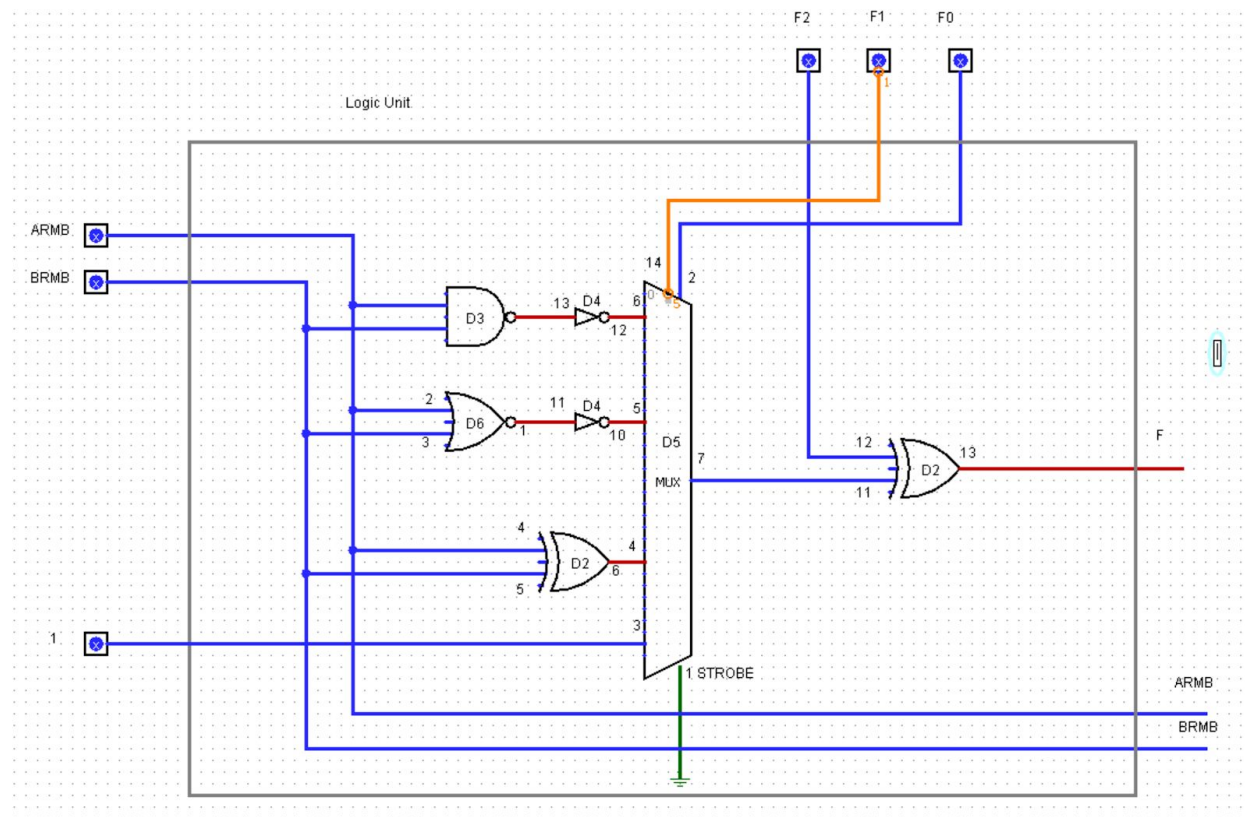 F2 F1 F0
x x x
1
Logic Unit
ARMB x
BRMB x
14
2
0
5
D3 13 D4 6
12
2 D6 11 D4 5
3 1 10
D5
MUX
7
12 D2 13
11
F
4 D2 4
5 6
1 x 3
1 STROBE
ARMB
BRMB